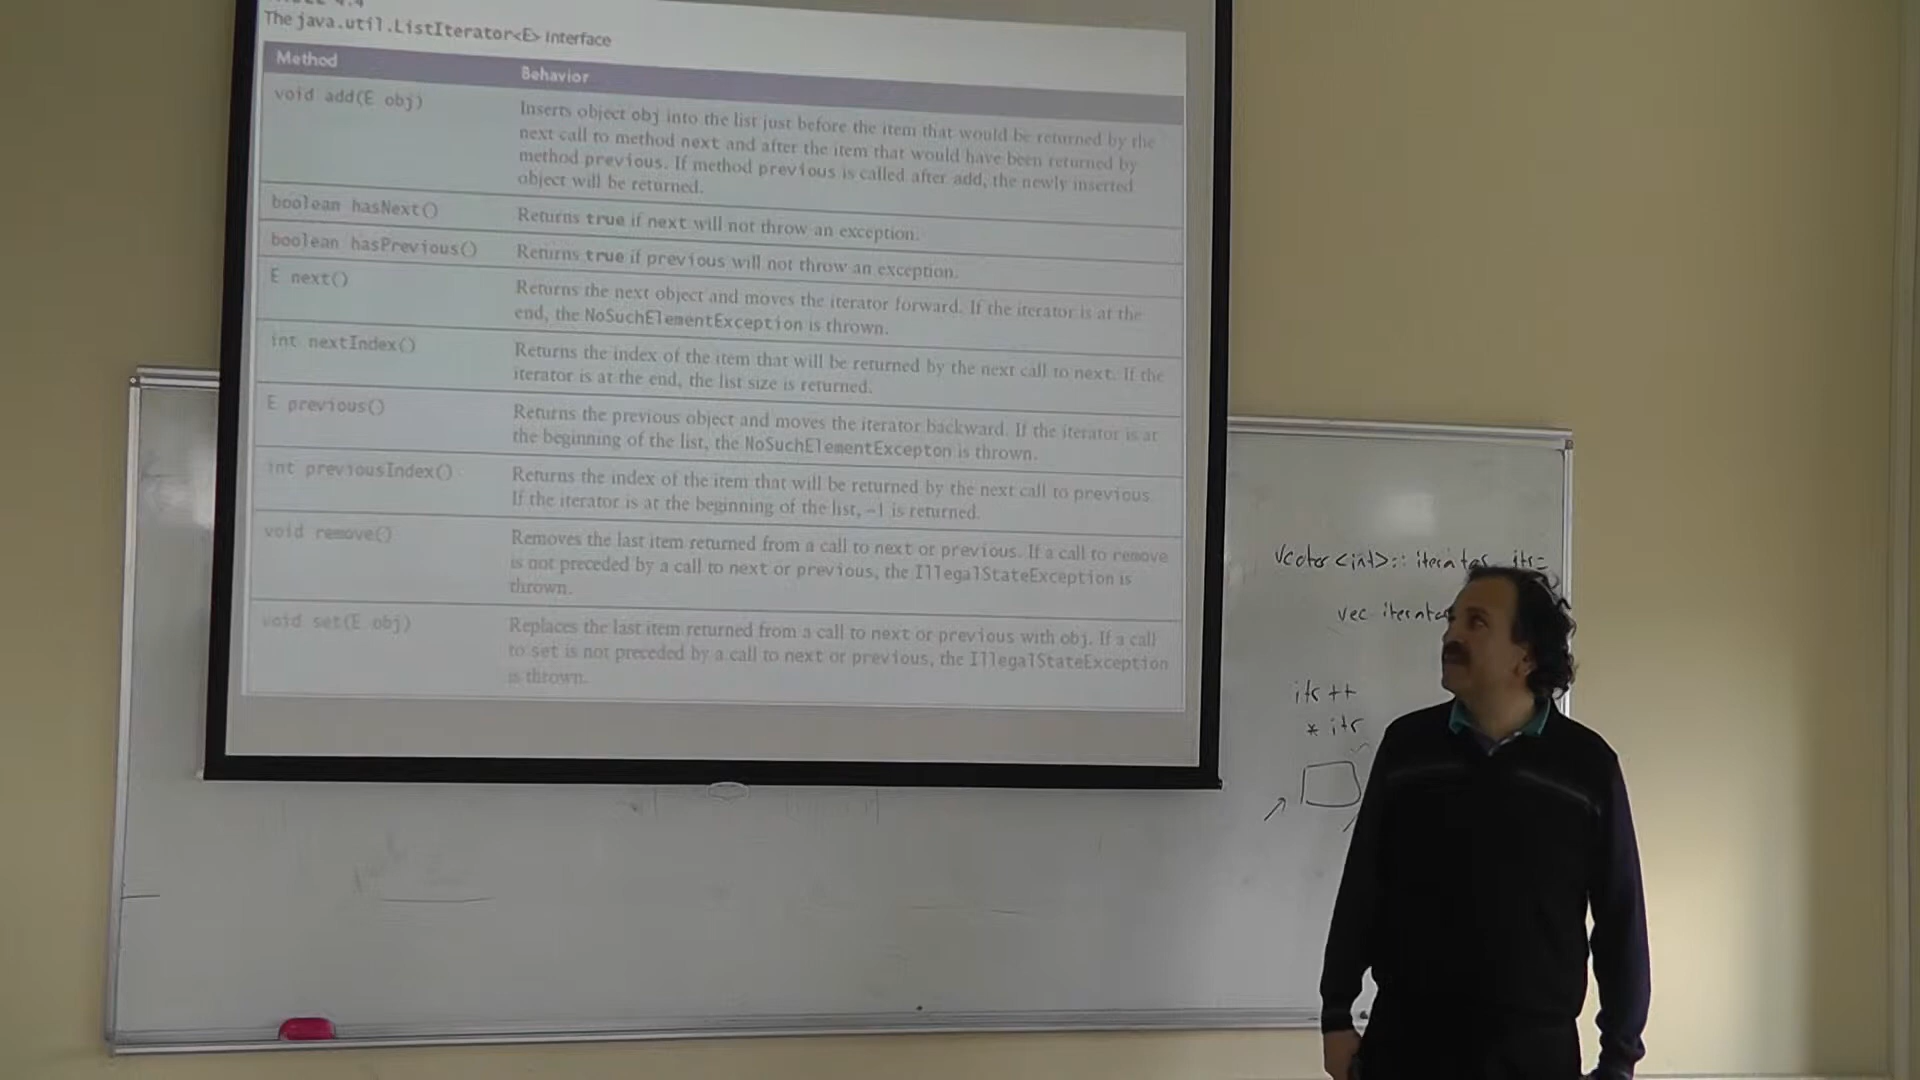 The java.util.ListIterator<E> Interface
Method Behavior
void add(E obj) Inserts object obj into the list just before the item that would be returned by the
next call to method next and after the item that would have been returned by
method previous. If method previous is called after add, the newly inserted
object will be returned.
boolean hasNext() Returns true if next will not throw an exception.
boolean hasPrevious() Returns true if previous will not throw an exception.
E next() Returns the next object and moves the iterator forward. If the iterator is at the
end, the NoSuchElementException is thrown.
int nextIndex() Returns the index of the item that will be returned by the next call to next. If the
iterator is at the end, the list size is returned.
E previous() Returns the previous object and moves the iterator backward. If the iterator is at
the beginning of the list, the NoSuchElementExcepton is thrown.
int previousIndex() Returns the index of the item that will be returned by the next call to previous.
If the iterator is at the beginning of the list, -1 is returned.
void remove() Removes the last item returned from a call to next or previous. If a call to remove
is not preceded by a call to next or previous, the IllegalStateException is
thrown.
void set(E obj) Replaces the last item returned from a call to next or previous with obj. If a call
to set is not preceded by a call to next or previous, the IllegalStateException
is thrown.
vector<int>:: itr=
vec
itr ++
* itr